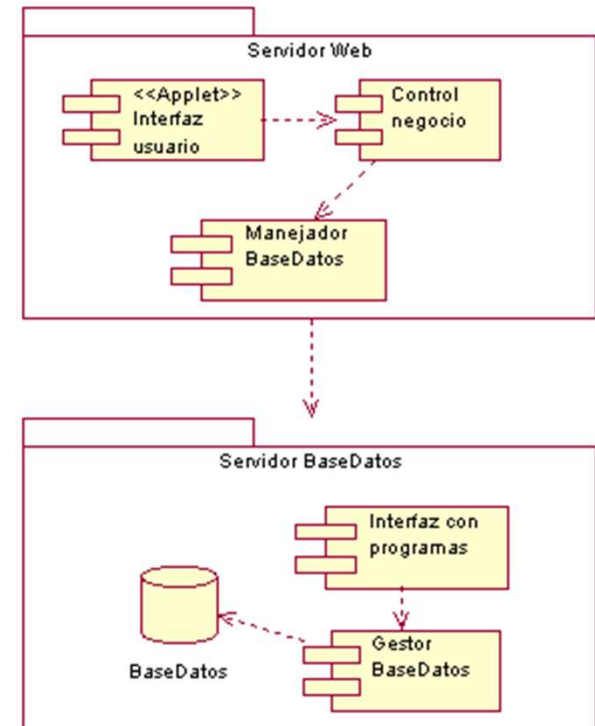 Servidor Web
<<Applet>>
Interfaz
usuario
Control
negocio
Manejador
BaseDatos
Servidor BaseDatos
Interfaz con
programas
Gestor
BaseDatos
BaseDatos